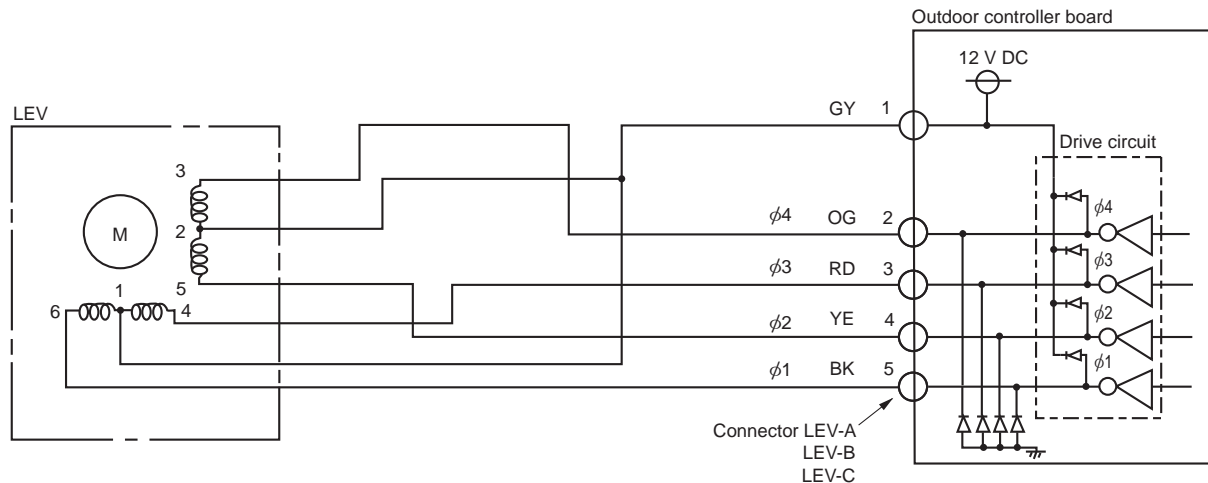 Outdoor controller board
12 V DC
LEV
GY 1
Drive circuit
3
M
2
ϕ4 OG 2
ϕ4
5
ϕ3 RD 3
ϕ3
6 1 4
ϕ2 YE 4
ϕ2
ϕ1 BK 5
ϕ1
Connector LEV-A
LEV-B
LEV-C